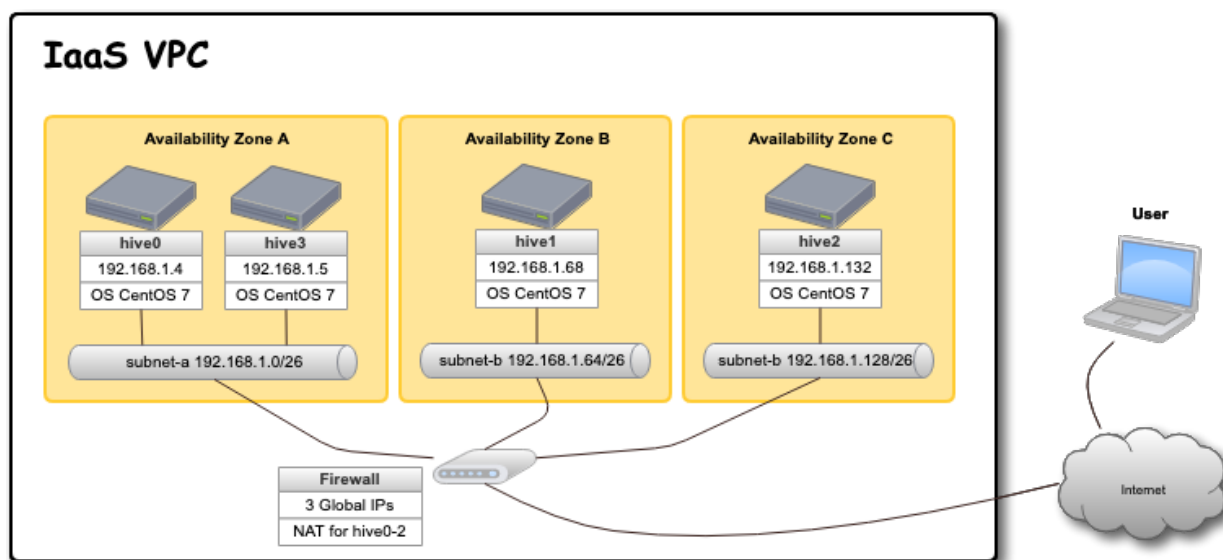 IaaS VPC
Availability Zone A
hive0
192.168.1.4
OS CentOS 7
hive3
192.168.1.5
OS CentOS 7
subnet-a 192.168.1.0/26
Availability Zone B
hive1
192.168.1.68
OS CentOS 7
subnet-b 192.168.1.64/26
Availability Zone C
hive2
192.168.1.132
OS CentOS 7
subnet-b 192.168.1.128/26
Firewall
3 Global IPs
NAT for hive0-2
User
Internet